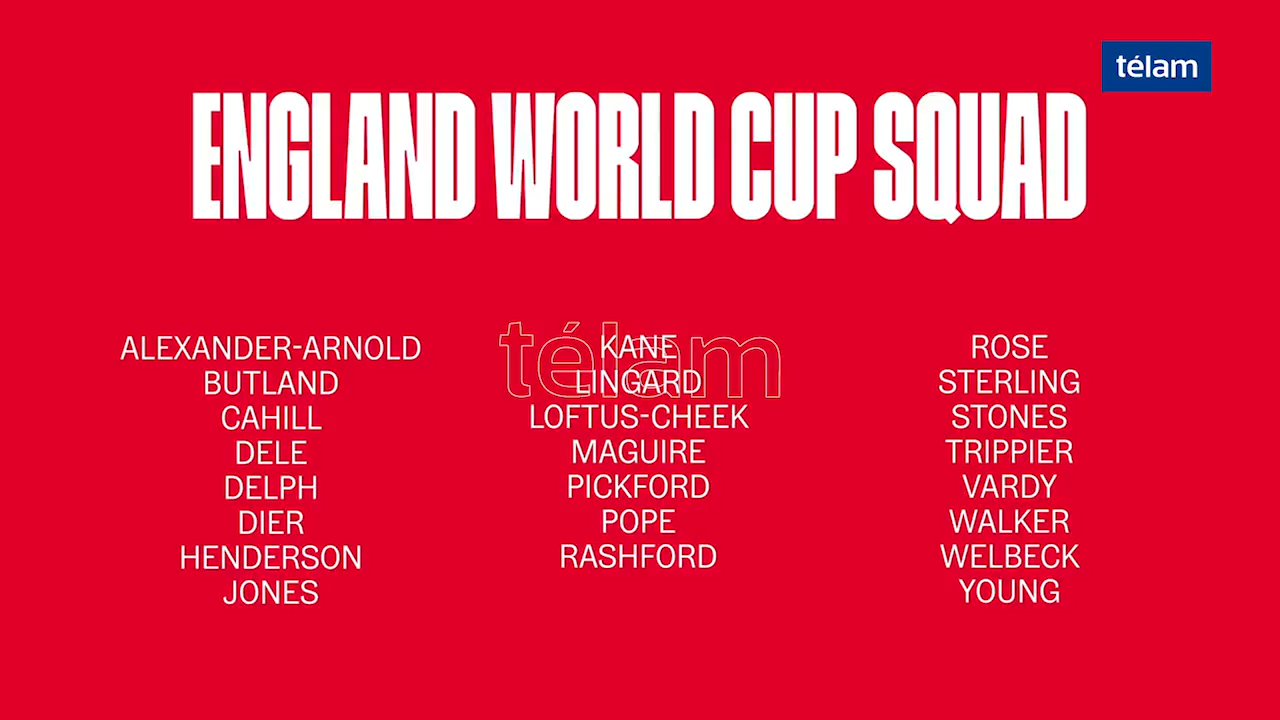 télam
ENGLAND WORLD CUP SQUAD
ALEXANDER-ARNOLD
BUTLAND
CAHILL
DELE
DELPH
DIER
HENDERSON
JONES
télam
KANE
LINGARD
LOFTUS-CHEEK
MAGUIRE
PICKFORD
POPE
RASHFORD
ROSE
STERLING
STONES
TRIPPIER
VARDY
WALKER
WELBECK
YOUNG